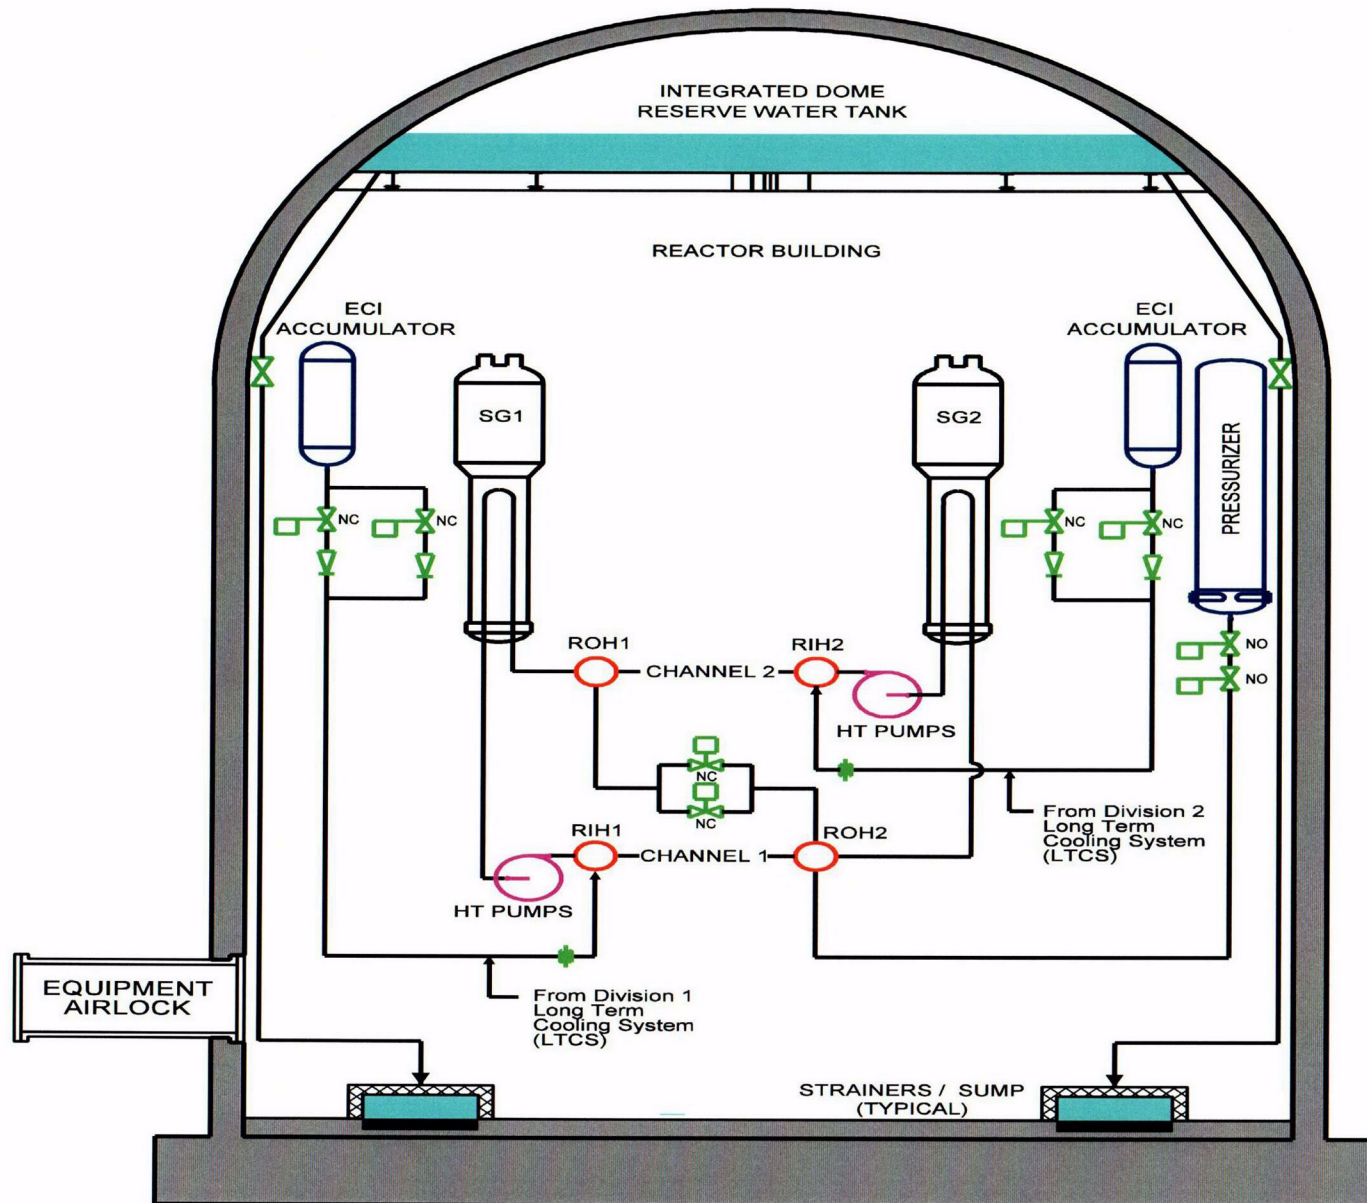 INTEGRATED DOME
RESERVE WATER TANK
REACTOR BUILDING
ECI
ACCUMULATOR
ECI
ACCUMULATOR
SG1
SG2
PRESSURIZER
NC
NC
NC
NC
ROH1
CHANNEL 2
RIH2
NO
NO
HT PUMPS
NC
NC
From Division 2
Long Term
Cooling System
(LTCS)
RIH1
CHANNEL 1
ROH2
HT PUMPS
EQUIPMENT
AIRLOCK
From Division 1
Long Term
Cooling System
(LTCS)
STRAINERS / SUMP
(TYPICAL)